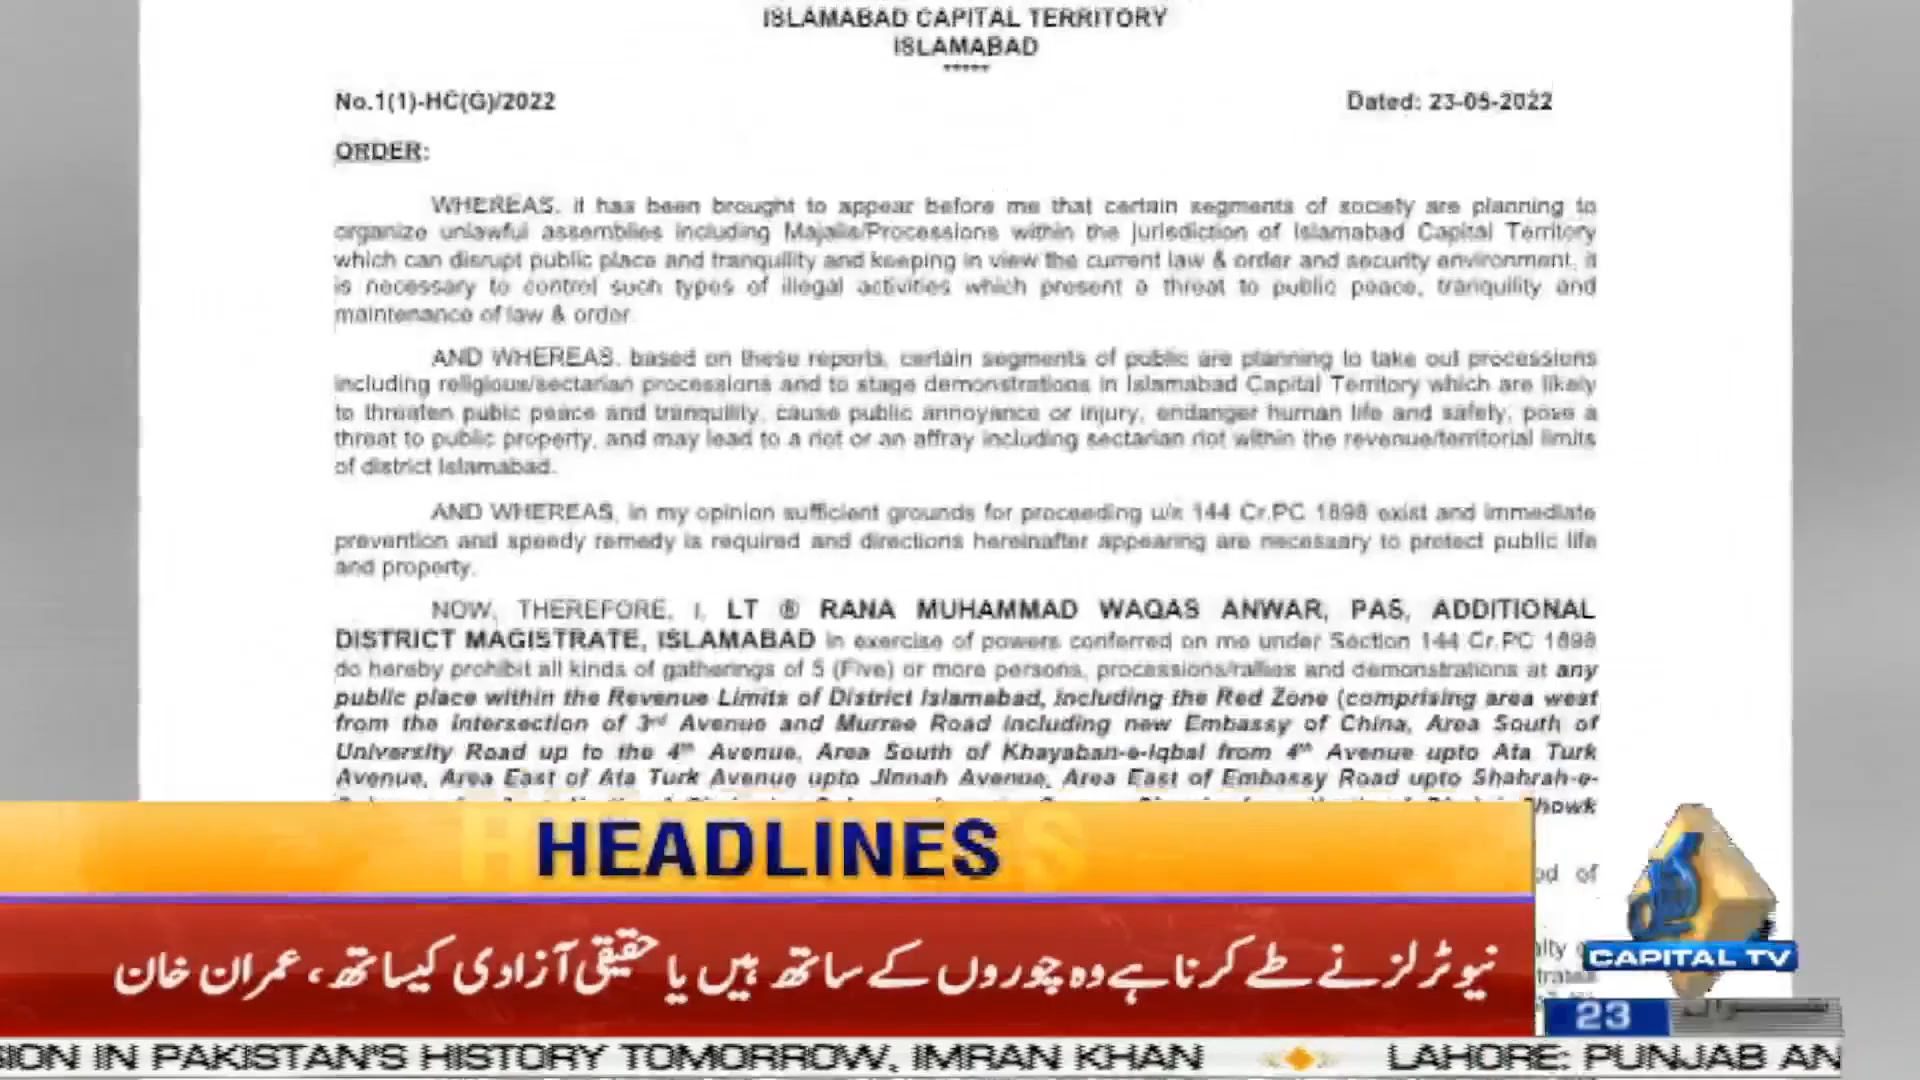 ISLAMABAD CAPITAL TERRITORY
ISLAMABAD
*****
No.1(1)-HC(G)/2022 Dated: 23-05-2022
ORDER:
WHEREAS, it has been brought to appear before me that certain segments of society are planning to
organize unlawful assemblies including Majalis/Processions within the jurisdiction of Islamabad Capital Territory
which can disrupt public place and tranquility and keeping in view the current law & order and security environment, it
is necessary to control such types of illegal activities which present a threat to public peace, tranquility and
maintenance of law & order.
AND WHEREAS, based on these reports, certain segments of public are planning to take out processions
including religious/sectarian processions and to stage demonstrations in Islamabad Capital Territory which are likely
to threaten pubic peace and tranquility, cause public annoyance or injury, endanger human life and safety, pose a
threat to public property, and may lead to a riot or an affray including sectarian riot within the revenue/territorial limits
of district Islamabad.
AND WHEREAS, in my opinion sufficient grounds for proceeding u/s 144 Cr.PC 1898 exist and immediate
prevention and speedy remedy is required and directions hereinafter appearing are necessary to protect public life
and property.
NOW, THEREFORE, I, LT ® RANA MUHAMMAD WAQAS ANWAR, PAS, ADDITIONAL
DISTRICT MAGISTRATE, ISLAMABAD in exercise of powers conferred on me under Section 144 Cr.PC 1898
do hereby prohibit all kinds of gatherings of 5 (Five) or more persons, processions/rallies and demonstrations at any
public place within the Revenue Limits of District Islamabad, including the Red Zone (comprising area west
from the intersection of 3rd Avenue and Murree Road including new Embassy of China, Area South of
University Road up to the 4th Avenue, Area South of Khayaban-e-Iqbal from 4th Avenue upto Ata Turk
Avenue, Area East of Ata Turk Avenue upto Jinnah Avenue, Area East of Embassy Road upto Shahrah-e-
howk
od of
HEADLINES
نیوٹرلز نے طے کرنا ہے وہ چوروں کے ساتھ ہیں یا حقیقی آزادی کیساتھ ، عمران خان
CAPITAL TV
23
SION IN PAKISTAN'S HISTORY TOMORROW, IMRAN KHAN LAHORE: PUNJAB AN